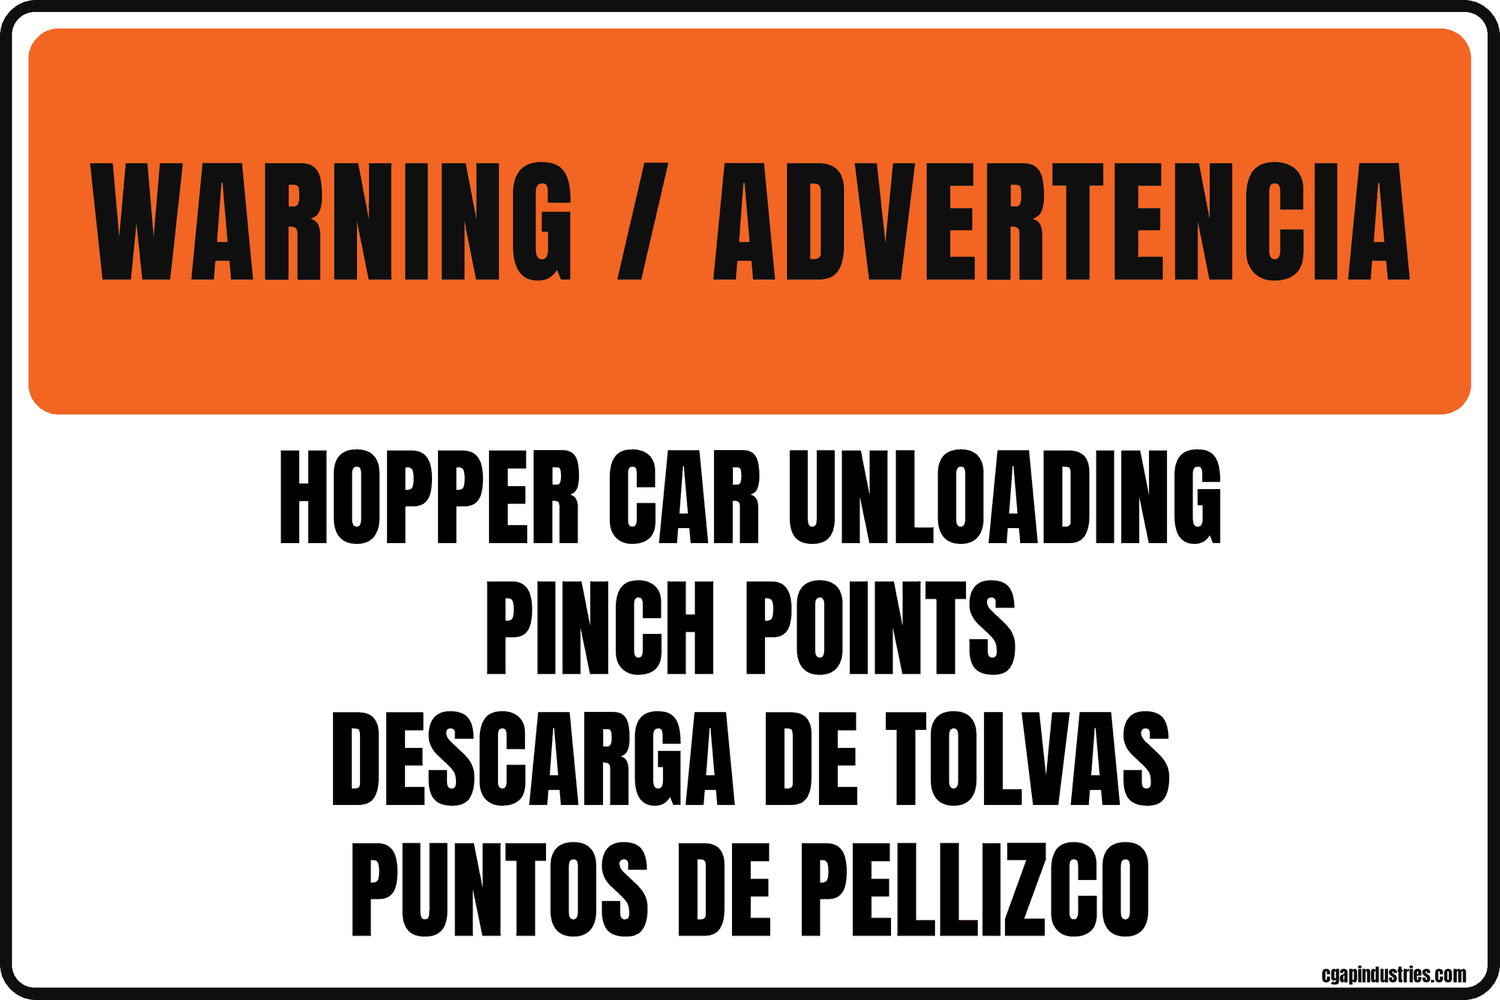 WARNING / ADVERTENCIA
HOPPER CAR UNLOADING
PINCH POINTS
DESCARGA DE TOLVAS
PUNTOS DE PELLIZCO
cgapindustries.com